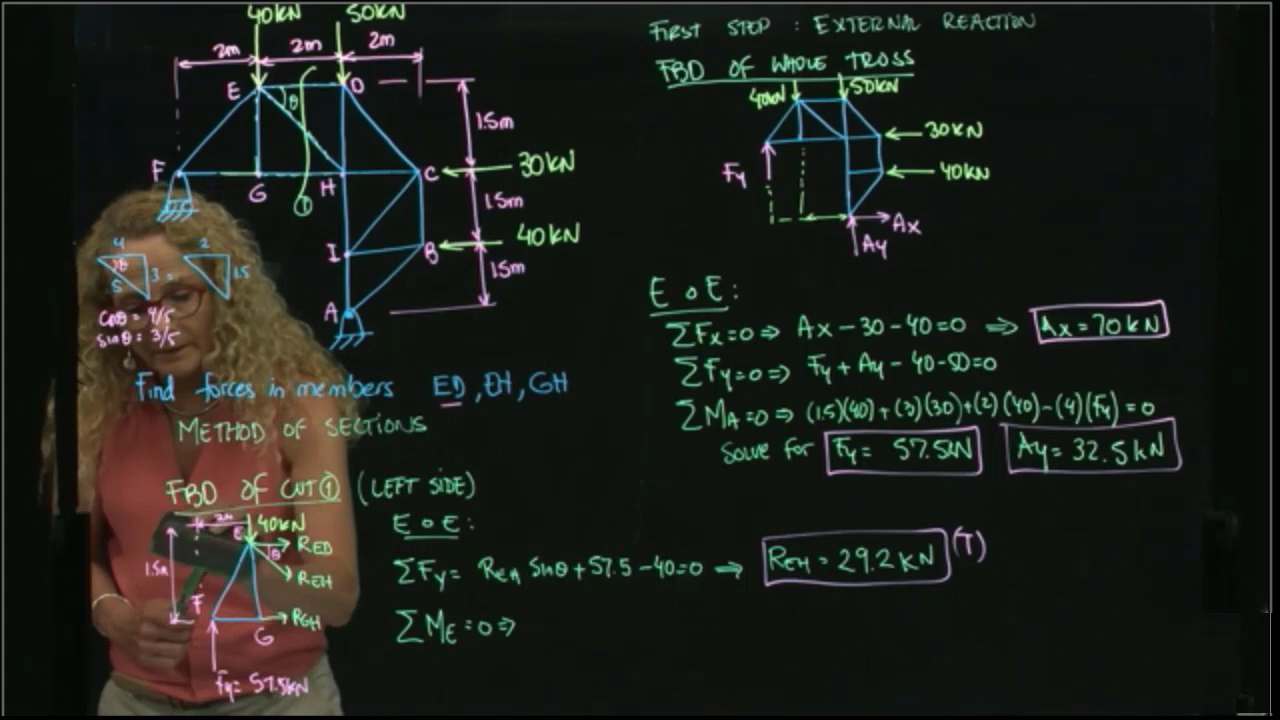 40kN 50kN
2m 2m 2m
E θ D
1.5m
F G H C 30kN
①
1.5m
I B 40kN
1.5m
A
4 2
θ 3 = 1.5
5
Cosθ = 4/5
sinθ = 3/5
Find forces in members ED, EH, GH
METHOD OF SECTIONS
FBD OF CUT ① (LEFT SIDE)
2m 40kN
E RED
θ
1.5m REH
F RGH
G
Fy = 57.5kN
E o E:
ΣFy = REH Sinθ + 57.5 - 40 = 0 ⇒ REH = 29.2 kN (T)
ΣME = 0 ⇒
FIRST STEP : EXTERNAL REACTION
FBD OF WHOLE TRUSS
40kN 50kN
30kN
Fy 40kN
Ax
Ay
E o E:
ΣFx = 0 ⇒ Ax - 30 - 40 = 0 ⇒ Ax = 70 kN
ΣFy = 0 ⇒ Fy + Ay - 40 - 50 = 0
ΣMA = 0 ⇒ (1.5)(40) + (3)(30) + (2)(40) - (4)(Fy) = 0
Solve for Fy = 57.5kN Ay = 32.5 kN